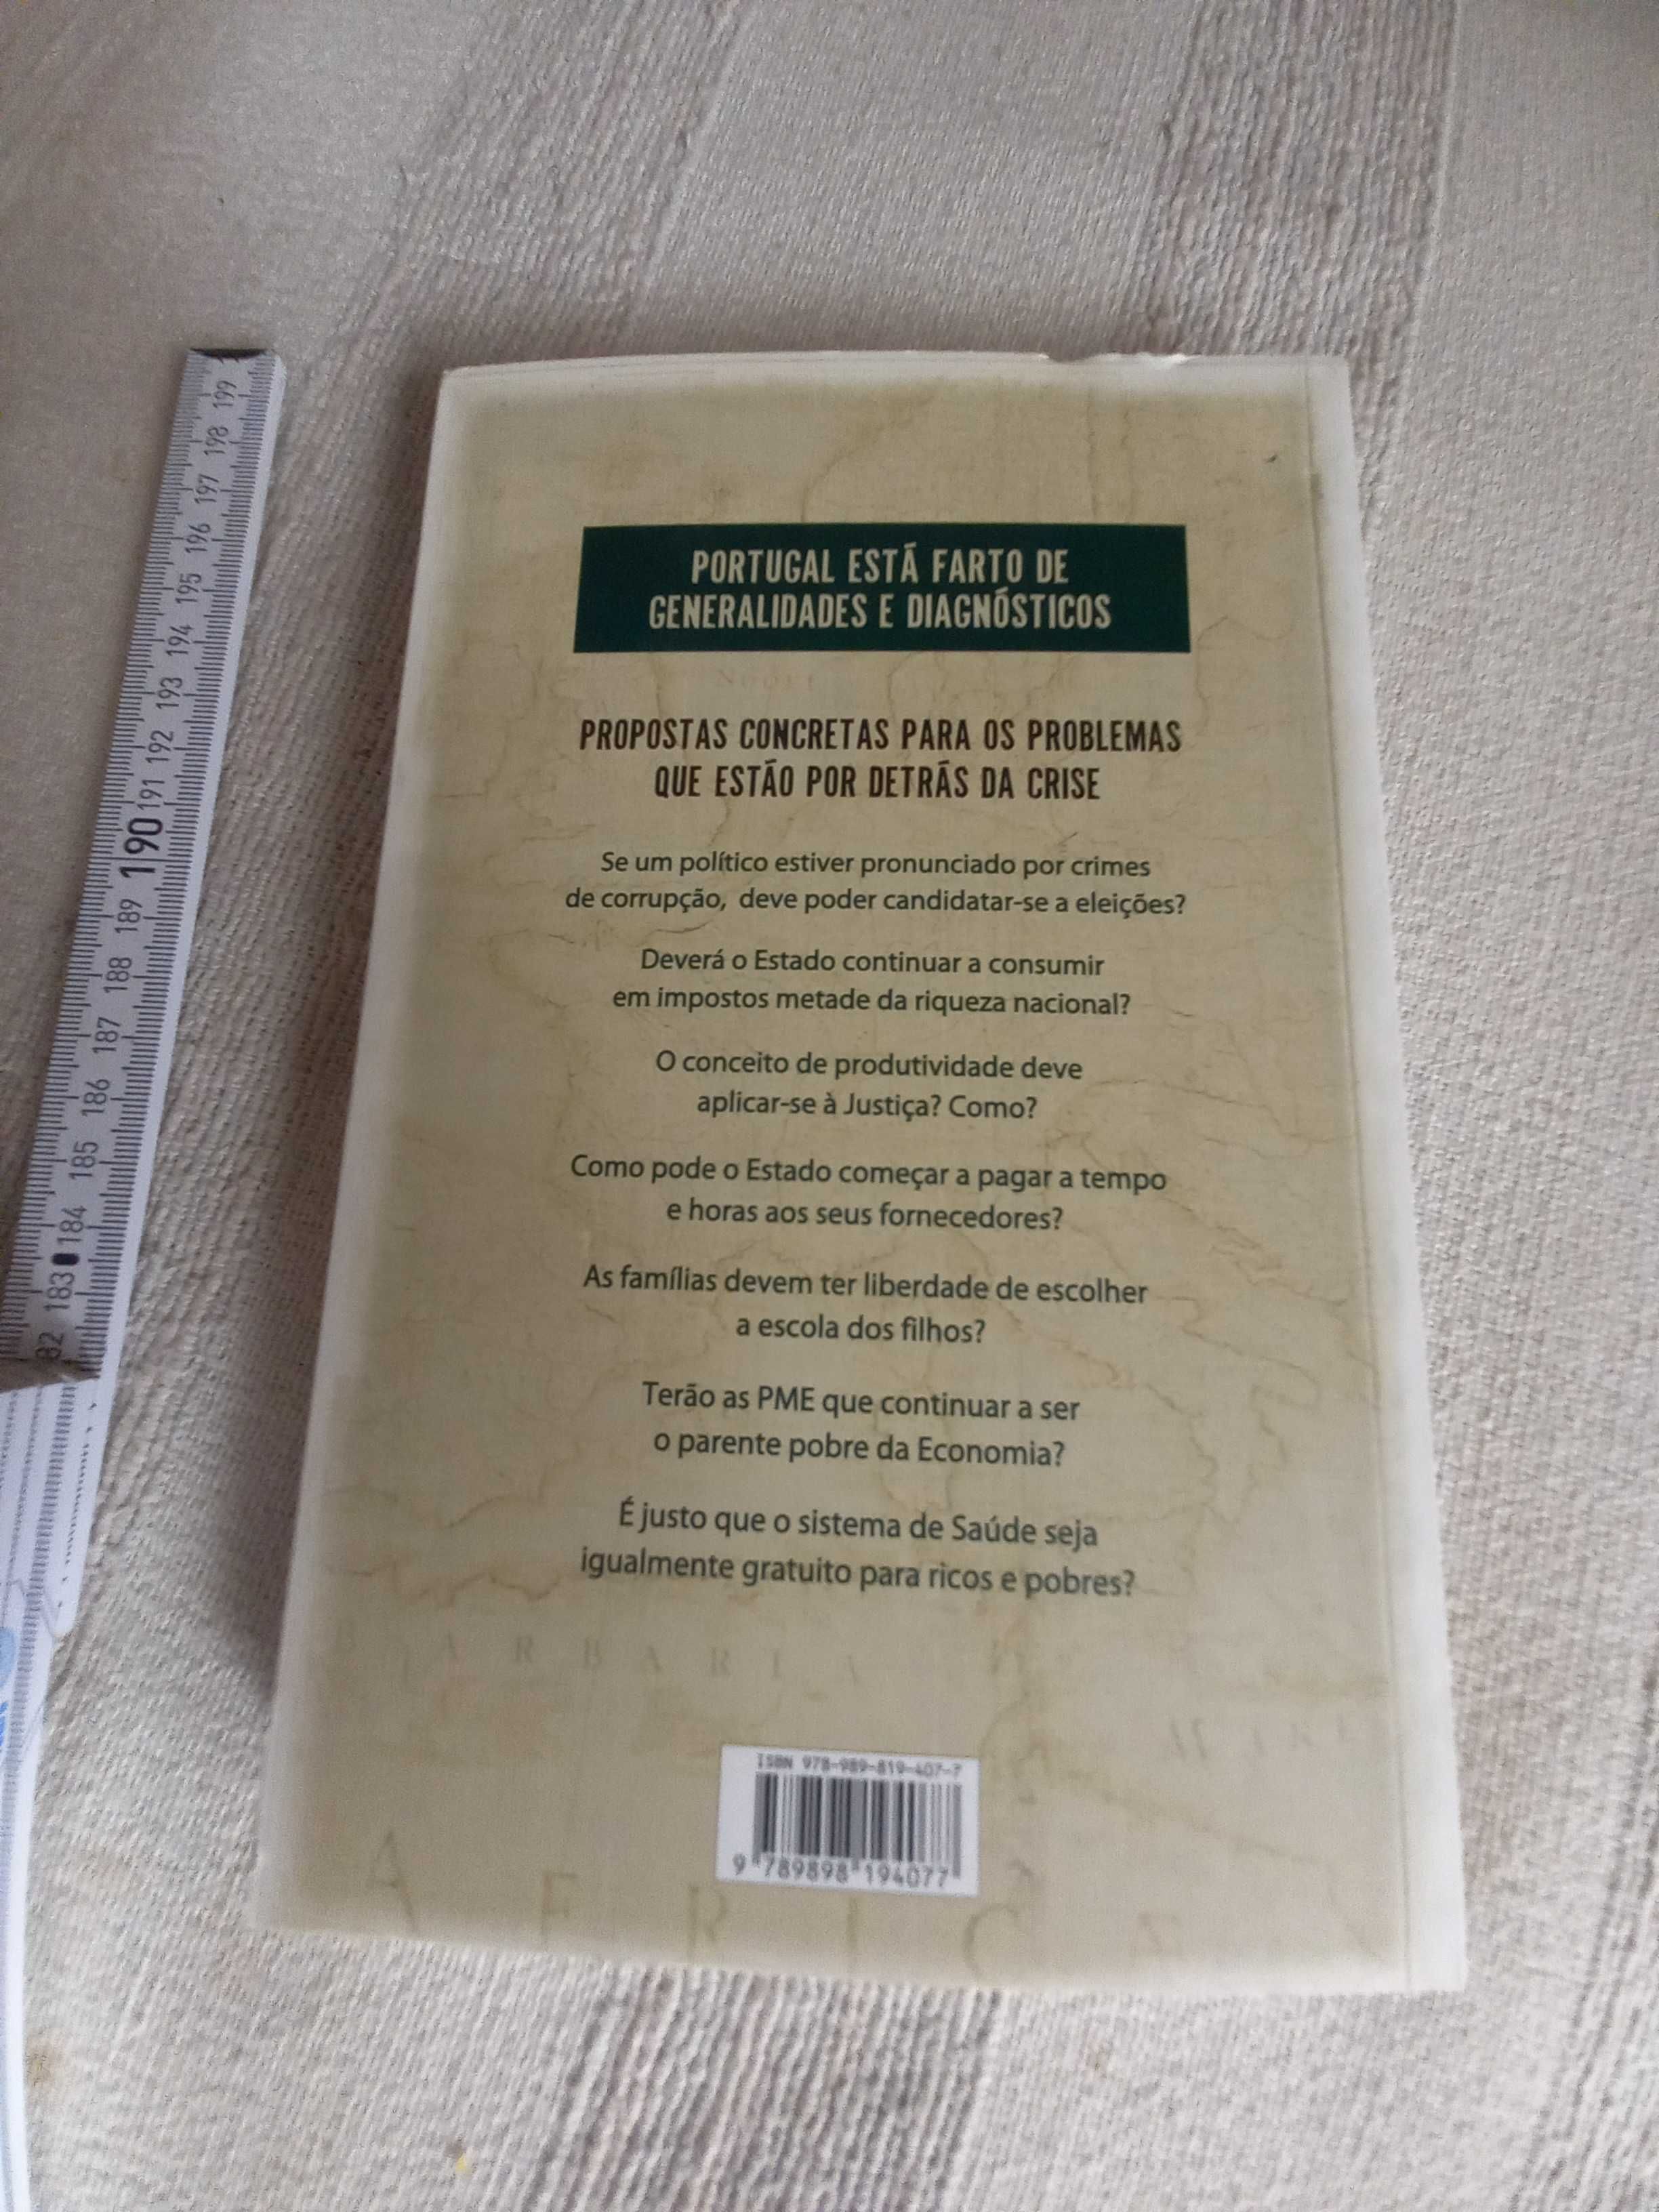 199
198
197
196
195
194
193
192
191
190
189
188
187
186
185
184
183
82
PORTUGAL ESTÁ FARTO DE
GENERALIDADES E DIAGNÓSTICOS
PROPOSTAS CONCRETAS PARA OS PROBLEMAS
QUE ESTÃO POR DETRÁS DA CRISE
Se um político estiver pronunciado por crimes
de corrupção, deve poder candidatar-se a eleições?
Deverá o Estado continuar a consumir
em impostos metade da riqueza nacional?
O conceito de produtividade deve
aplicar-se à Justiça? Como?
Como pode o Estado começar a pagar a tempo
e horas aos seus fornecedores?
As famílias devem ter liberdade de escolher
a escola dos filhos?
Terão as PME que continuar a ser
o parente pobre da Economia?
É justo que o sistema de Saúde seja
igualmente gratuito para ricos e pobres?
BARBARIA
ISBN 978-989-819-407-7
9 789898 194077
AFRICA